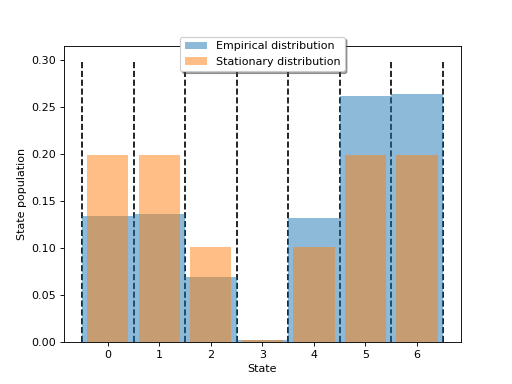 Empirical distribution
Stationary distribution
State population
0.30
0.25
0.20
0.15
0.10
0.05
0.00
0 1 2 3 4 5 6
State